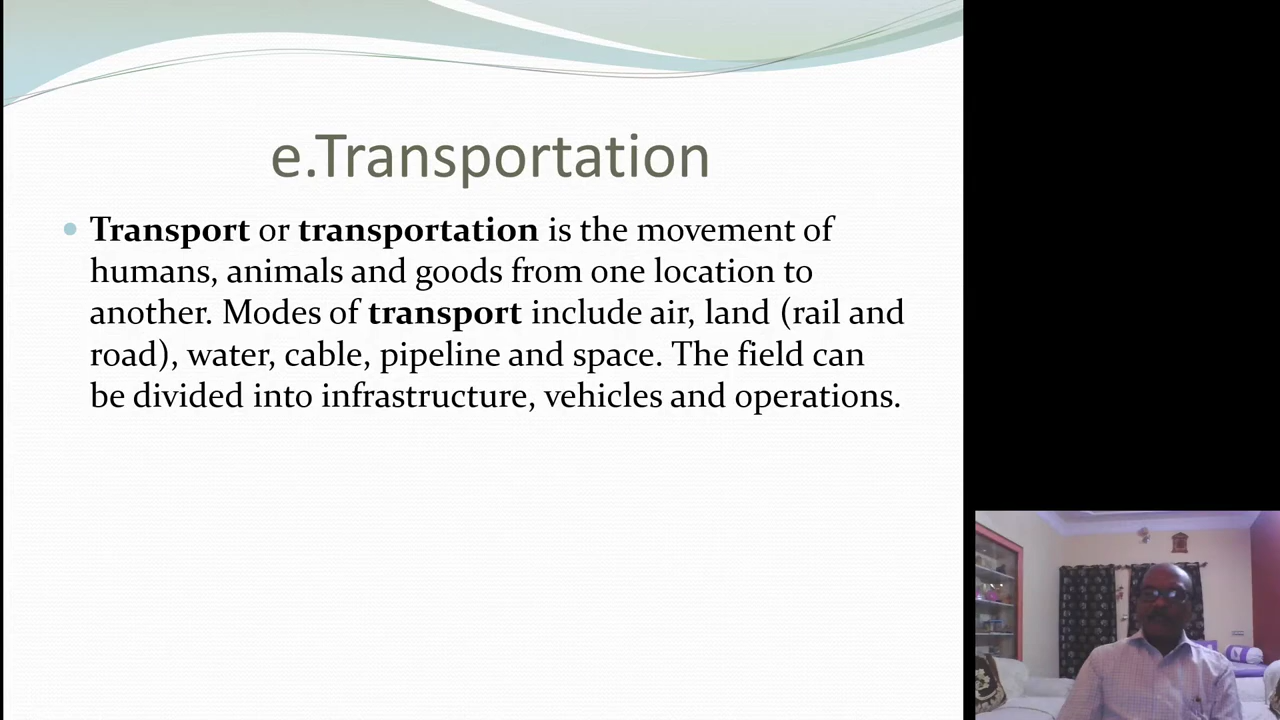 e.Transportation
Transport or transportation is the movement of
humans, animals and goods from one location to
another. Modes of transport include air, land (rail and
road), water, cable, pipeline and space. The field can
be divided into infrastructure, vehicles and operations.